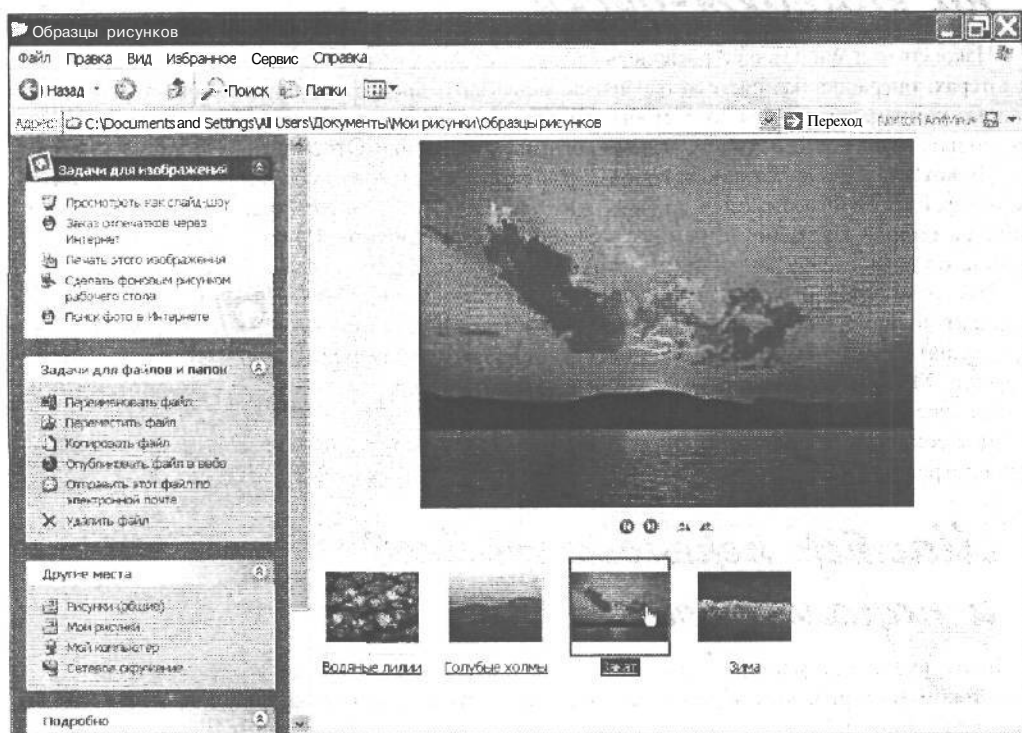 Образцы рисунков
Файл Правка Вид Избранное Сервис Справка
Назад Поиск Папки
Адрес: C:\Documents and Settings\All Users\Документы\Мои рисунки\Образцы рисунков Переход Norton AntiVirus
Задачи для изображений
Просмотреть как слайд-шоу
Заказ отпечатков через
Интернет
Печать этого изображения
Сделать фоновым рисунком
рабочего стола
Поиск фото в Интернете
Задачи для файлов и папок
Переименовать файл
Переместить файл
Копировать файл
Опубликовать файл в вебе
Отправить этот файл по
электронной почте
Удалить файл
Другие места
Рисунки (общие)
Мои рисунки
Мой компьютер
Сетевое окружение
Подробно
Водяные лилии Голубые холмы Закат Зима